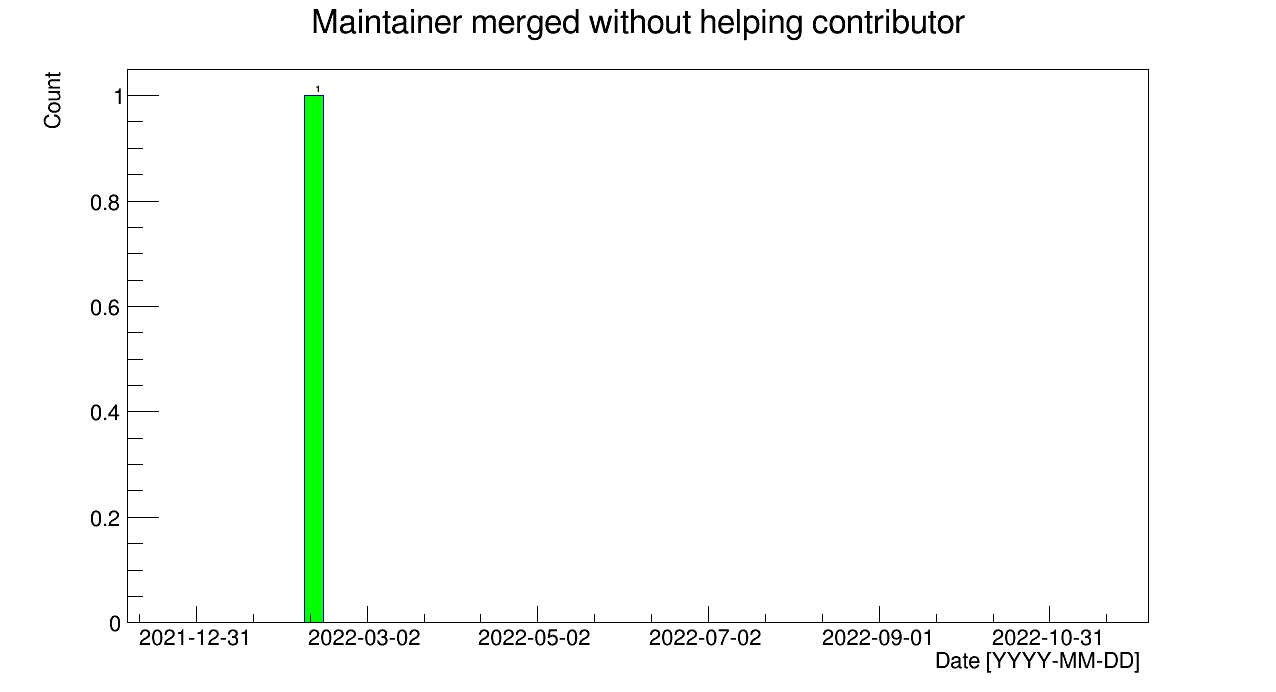 Maintainer merged without helping contributor
Count
1
1
0.8
0.6
0.4
0.2
0
2021-12-31 2022-03-02 2022-05-02 2022-07-02 2022-09-01 2022-10-31
Date [YYYY-MM-DD]